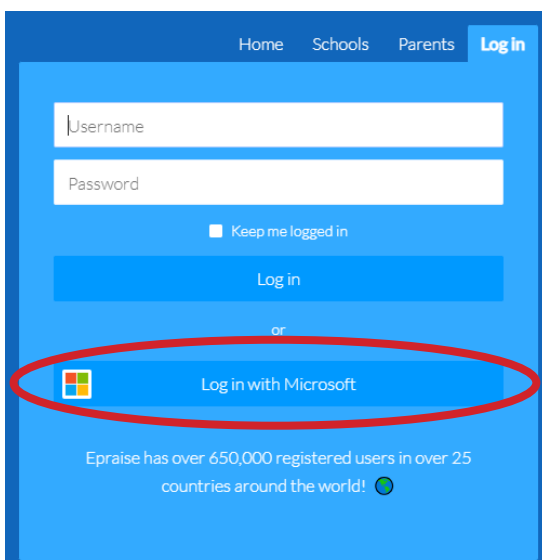 Home Schools Parents Log in
Username
Password
Keep me logged in
Log in
or
Log in with Microsoft
Epraise has over 650,000 registered users in over 25
countries around the world!